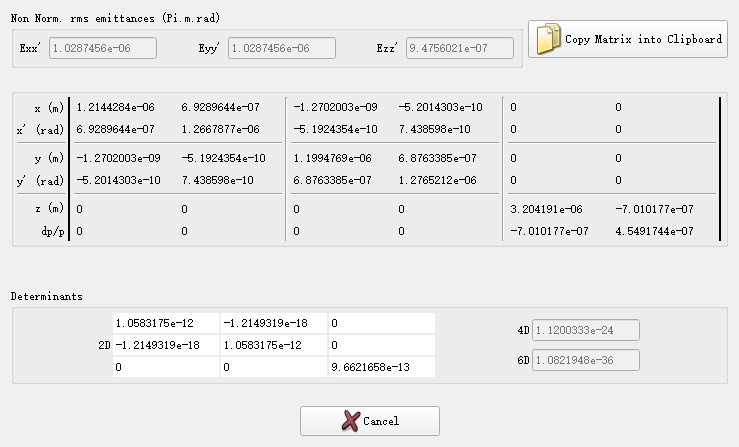 Non Norm. rms emittances (Pi.m.rad)
Exx' 1.0287456e-06 Eyy' 1.0287456e-06 Ezz' 9.4756021e-07
Copy Matrix into Clipboard
x (m) 1.2144284e-06 6.9289644e-07 -1.2702003e-09 -5.2014303e-10 0 0
x' (rad) 6.9289644e-07 1.2667877e-06 -5.1924354e-10 7.438598e-10 0 0
y (m) -1.2702003e-09 -5.1924354e-10 1.1994769e-06 6.8763385e-07 0 0
y' (rad) -5.2014303e-10 7.438598e-10 6.8763385e-07 1.2765212e-06 0 0
z (m) 0 0 0 0 3.204191e-06 -7.010177e-07
dp/p 0 0 0 0 -7.010177e-07 4.5491744e-07
Determinants
1.0583175e-12 -1.2149319e-18 0
2D -1.2149319e-18 1.0583175e-12 0
0 0 9.6621658e-13
4D 1.1200333e-24
6D 1.0821948e-36
Cancel